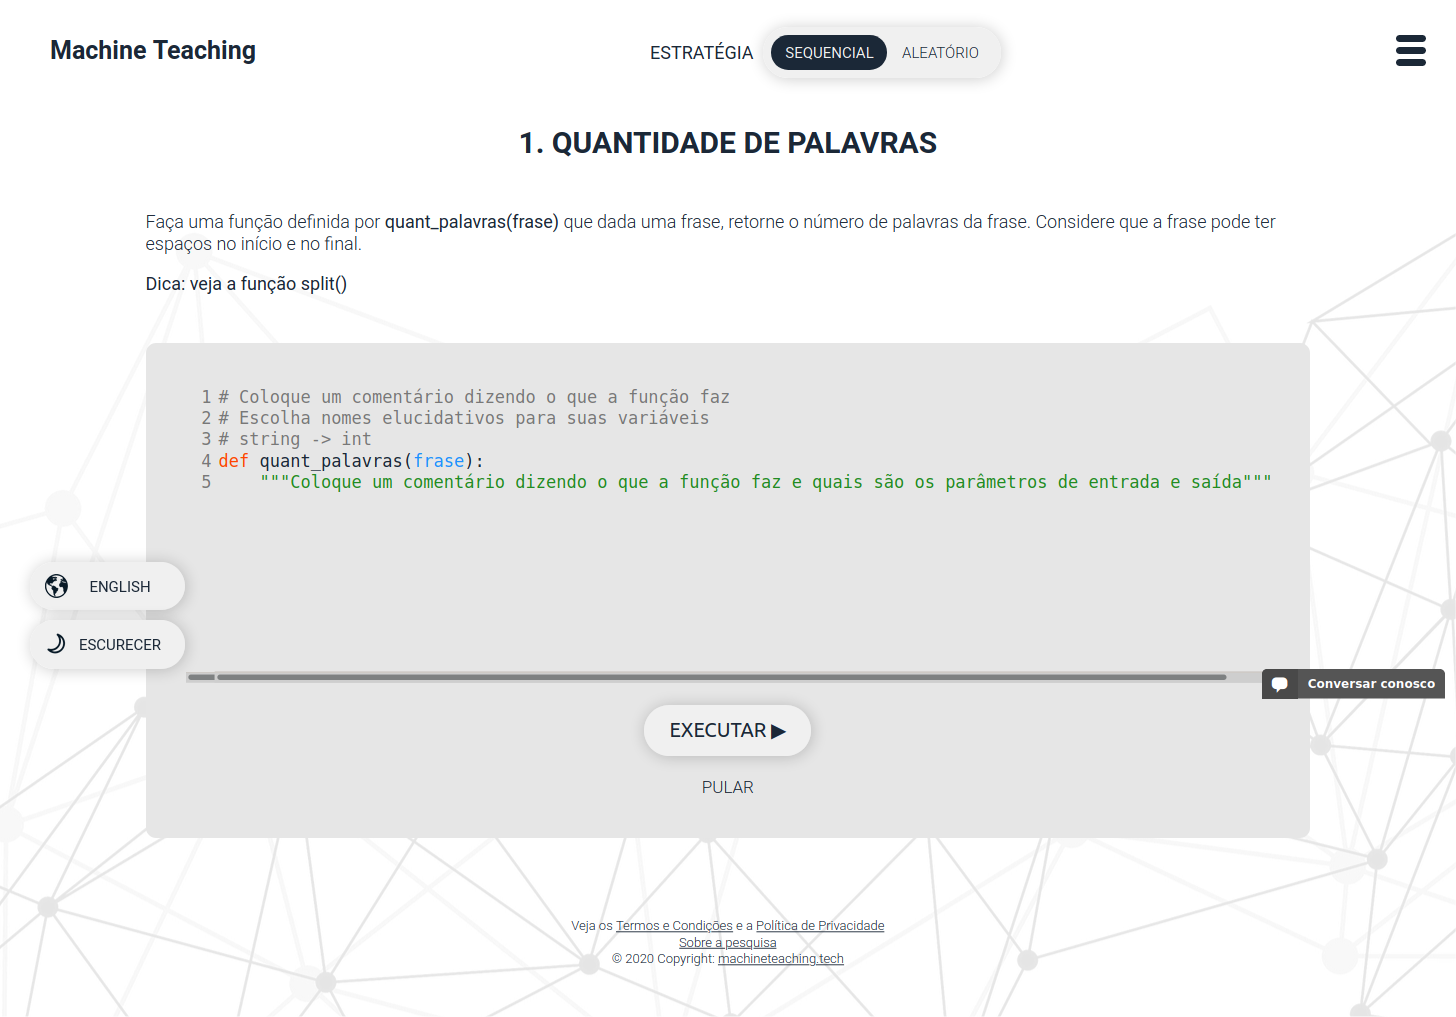 Machine Teaching
ESTRATÉGIA SEQUENCIAL ALEATÓRIO
1. QUANTIDADE DE PALAVRAS
Faça uma função definida por quant_palavras(frase) que dada uma frase, retorne o número de palavras da frase. Considere que a frase pode ter
espaços no início e no final.
Dica: veja a função split()
1 # Coloque um comentário dizendo o que a função faz
2 # Escolha nomes elucidativos para suas variáveis
3 # string -> int
4 def quant_palavras(frase):
5     """Coloque um comentário dizendo o que a função faz e quais são os parâmetros de entrada e saída"""
ENGLISH
ESCURECER
Conversar conosco
EXECUTAR ▶
PULAR
Veja os Termos e Condições e a Política de Privacidade
Sobre a pesquisa
© 2020 Copyright: machineteaching.tech